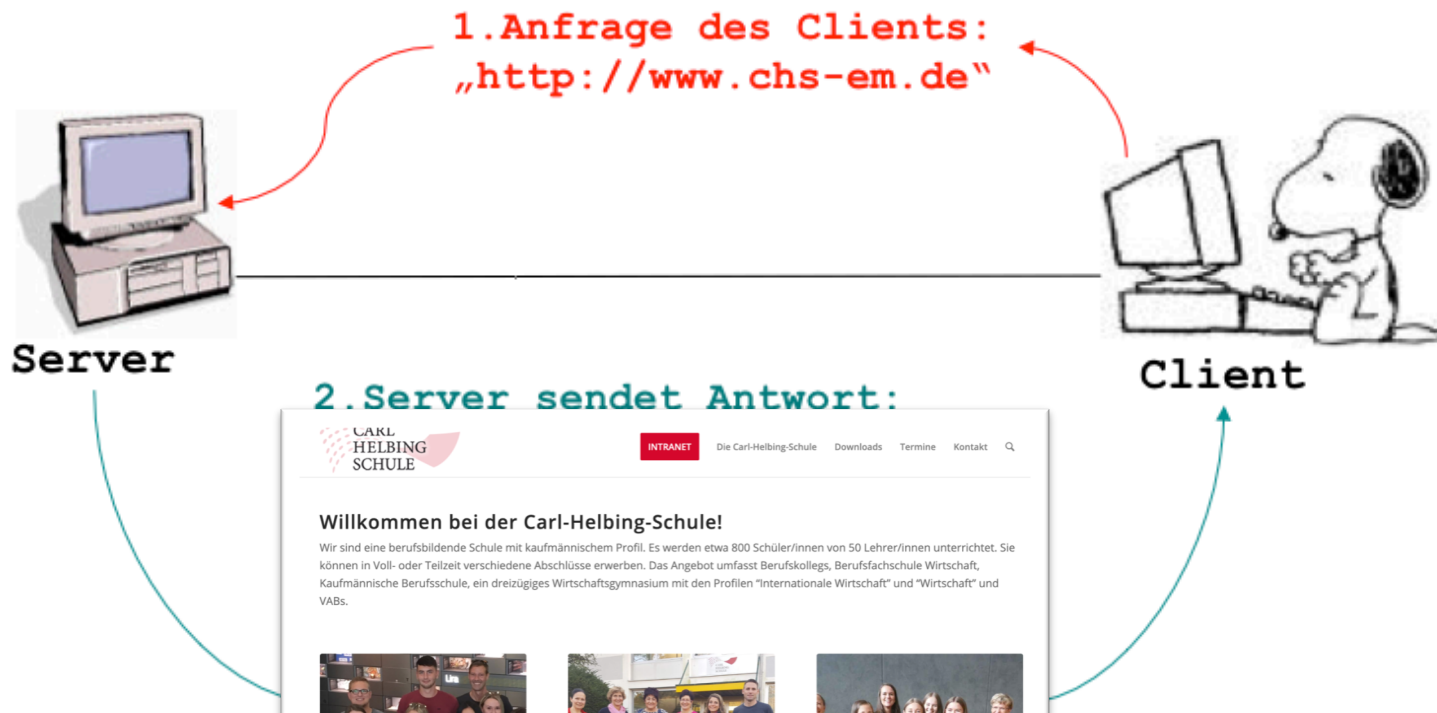 1.Anfrage des Clients:
„http://www.chs-em.de“
Server
Client
2.Server sendet Antwort:
CARL
HELBING
SCHULE
INTRANET Die Carl-Helbing-Schule Downloads Termine Kontakt
Willkommen bei der Carl-Helbing-Schule!
Wir sind eine berufsbildende Schule mit kaufmännischem Profil. Es werden etwa 800 Schüler/innen von 50 Lehrer/innen unterrichtet. Sie
können in Voll- oder Teilzeit verschiedene Abschlüsse erwerben. Das Angebot umfasst Berufskollegs, Berufsfachschule Wirtschaft,
Kaufmännische Berufsschule, ein dreizügiges Wirtschaftsgymnasium mit den Profilen “Internationale Wirtschaft” und “Wirtschaft” und
VABs.